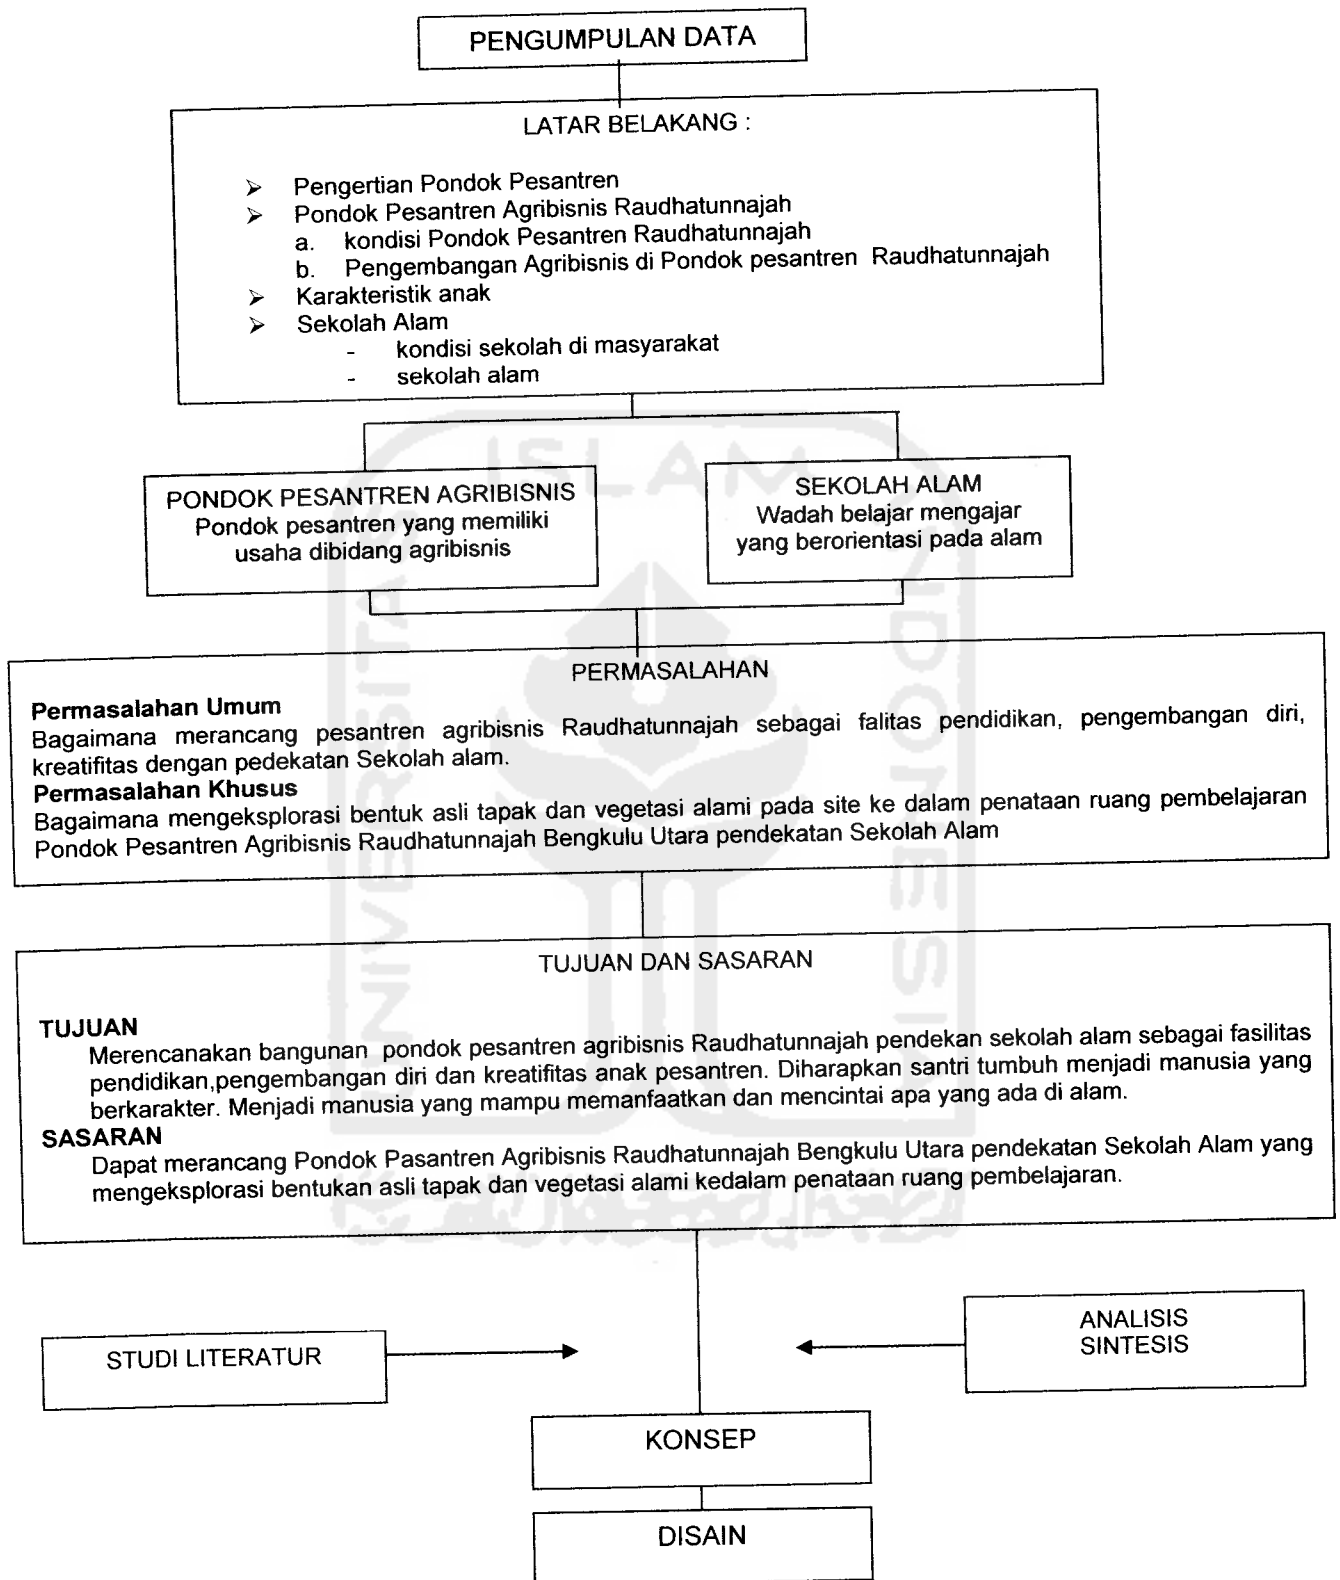 PENGUMPULAN DATA
LATAR BELAKANG :
➢ Pengertian Pondok Pesantren
➢ Pondok Pesantren Agribisnis Raudhatunnajah
a. kondisi Pondok Pesantren Raudhatunnajah
b. Pengembangan Agribisnis di Pondok pesantren Raudhatunnajah
➢ Karakteristik anak
➢ Sekolah Alam
- kondisi sekolah di masyarakat
- sekolah alam
PONDOK PESANTREN AGRIBISNIS
Pondok pesantren yang memiliki
usaha dibidang agribisnis
SEKOLAH ALAM
Wadah belajar mengajar
yang berorientasi pada alam
PERMASALAHAN
Permasalahan Umum
Bagaimana merancang pesantren agribisnis Raudhatunnajah sebagai falitas pendidikan, pengembangan diri,
kreatifitas dengan pedekatan Sekolah alam.
Permasalahan Khusus
Bagaimana mengeksplorasi bentuk asli tapak dan vegetasi alami pada site ke dalam penataan ruang pembelajaran
Pondok Pesantren Agribisnis Raudhatunnajah Bengkulu Utara pendekatan Sekolah Alam
TUJUAN DAN SASARAN
TUJUAN
Merencanakan bangunan pondok pesantren agribisnis Raudhatunnajah pendekan sekolah alam sebagai fasilitas
pendidikan,pengembangan diri dan kreatifitas anak pesantren. Diharapkan santri tumbuh menjadi manusia yang
berkarakter. Menjadi manusia yang mampu memanfaatkan dan mencintai apa yang ada di alam.
SASARAN
Dapat merancang Pondok Pasantren Agribisnis Raudhatunnajah Bengkulu Utara pendekatan Sekolah Alam yang
mengeksplorasi bentukan asli tapak dan vegetasi alami kedalam penataan ruang pembelajaran.
STUDI LITERATUR
ANALISIS
SINTESIS
KONSEP
DISAIN
UNIVERSITAS
ISLAM
INDONESIA